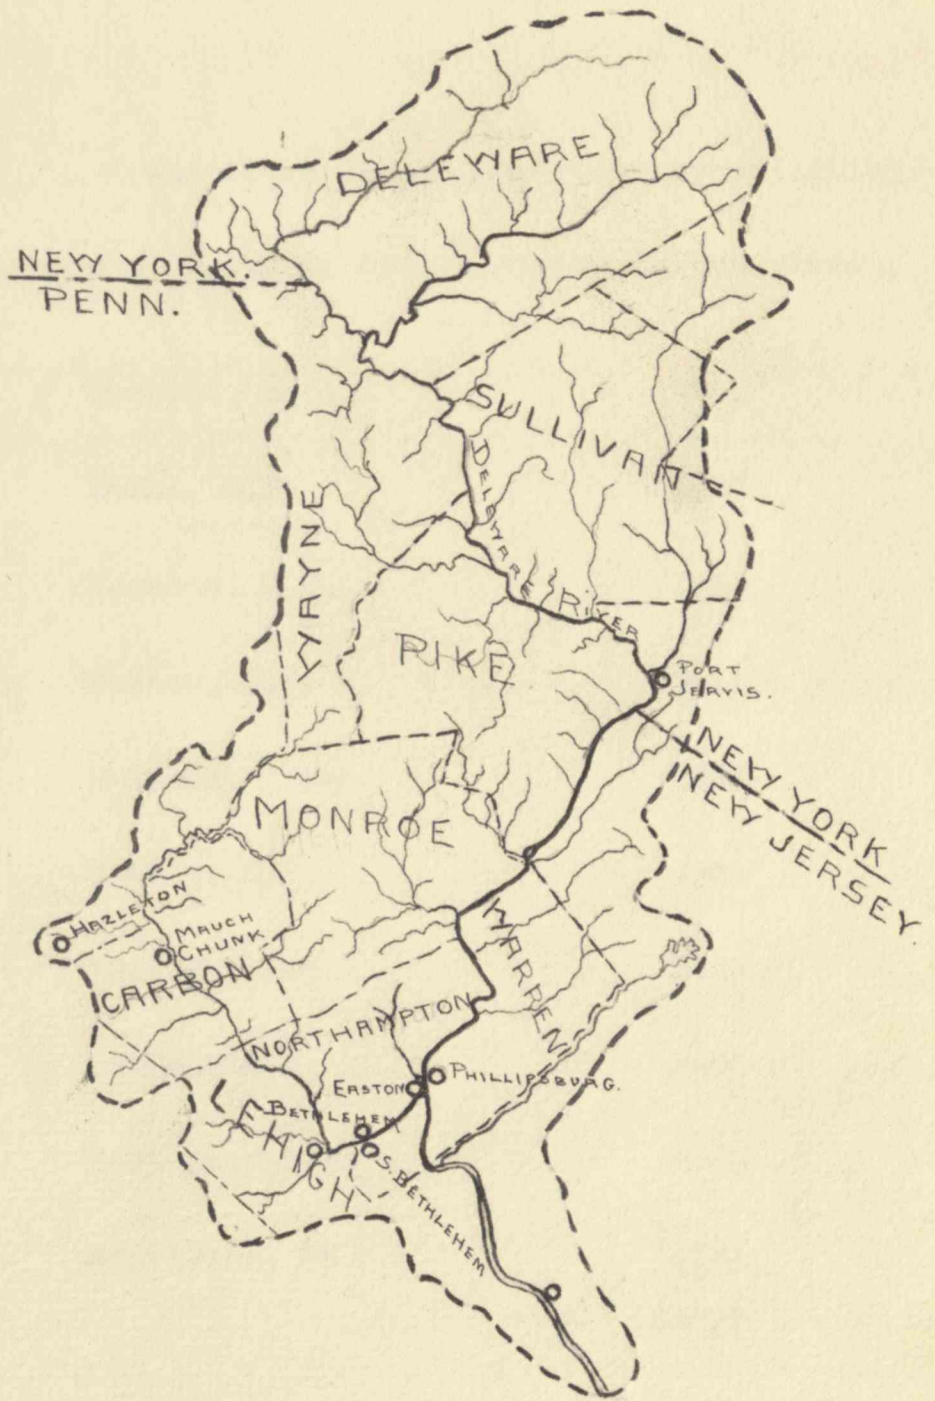 DELEWARE
NEW YORK.
PENN.
SULLIVAN
DELEWARE RIVER
WAYNE
PIKE
PORT
JERVIS.
NEW YORK
NEW JERSEY.
MONROE
HAZLETON
MAUCH
CHUNK
CARBON
WARREN
NORTHAMPTON
EASTON
PHILLIPSBURG.
BETHLEHEM
LEHIGH
S. BETHLEHEM